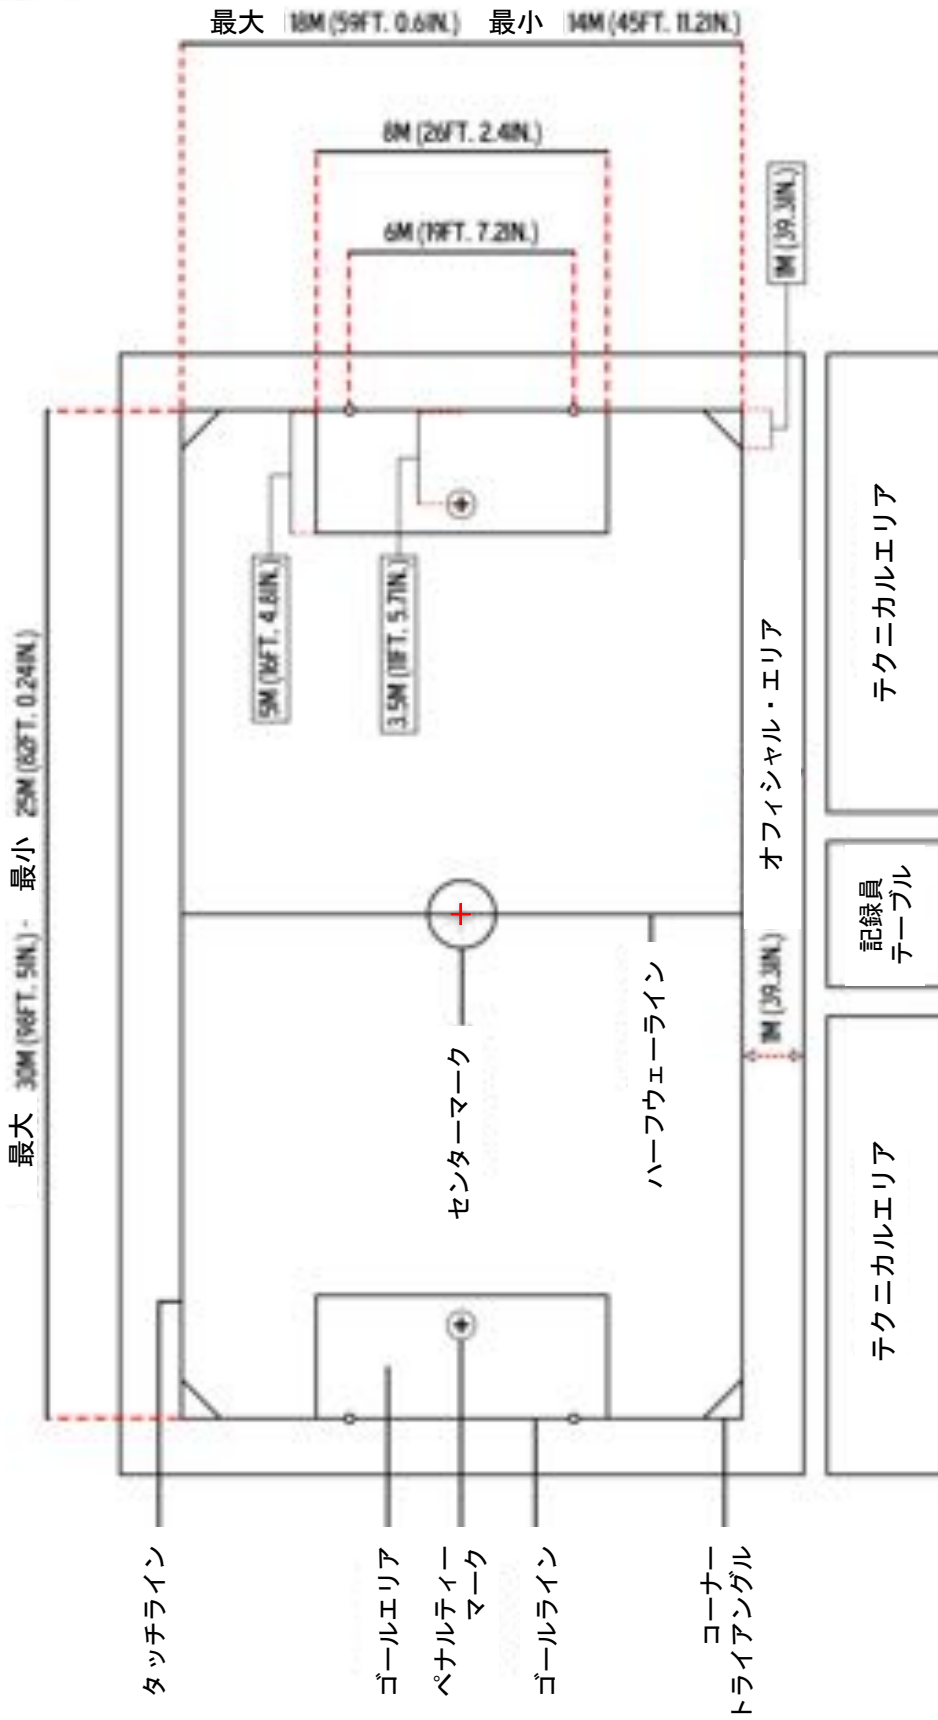 最大 18M (59FT. 0.6IN.) 最小 14M (45FT. 11.2IN.)
8M (26FT. 2.4IN.)
6M (19FT. 7.2IN.)
1M (39.3IN.)
最大 30M (98FT. 5IN.) - 最小 25M (82FT. 0.24IN.)
5M (16FT. 4.8IN.)
3.5M (11FT. 5.7IN.)
オフィシャル・エリア
テクニカルエリア
記録員
テーブル
1M (39.3IN.)
センターマーク
ハーフウェーライン
テクニカルエリア
タッチライン
ゴールエリア
ペナルティー
マーク
ゴールライン
コーナー
トライアングル